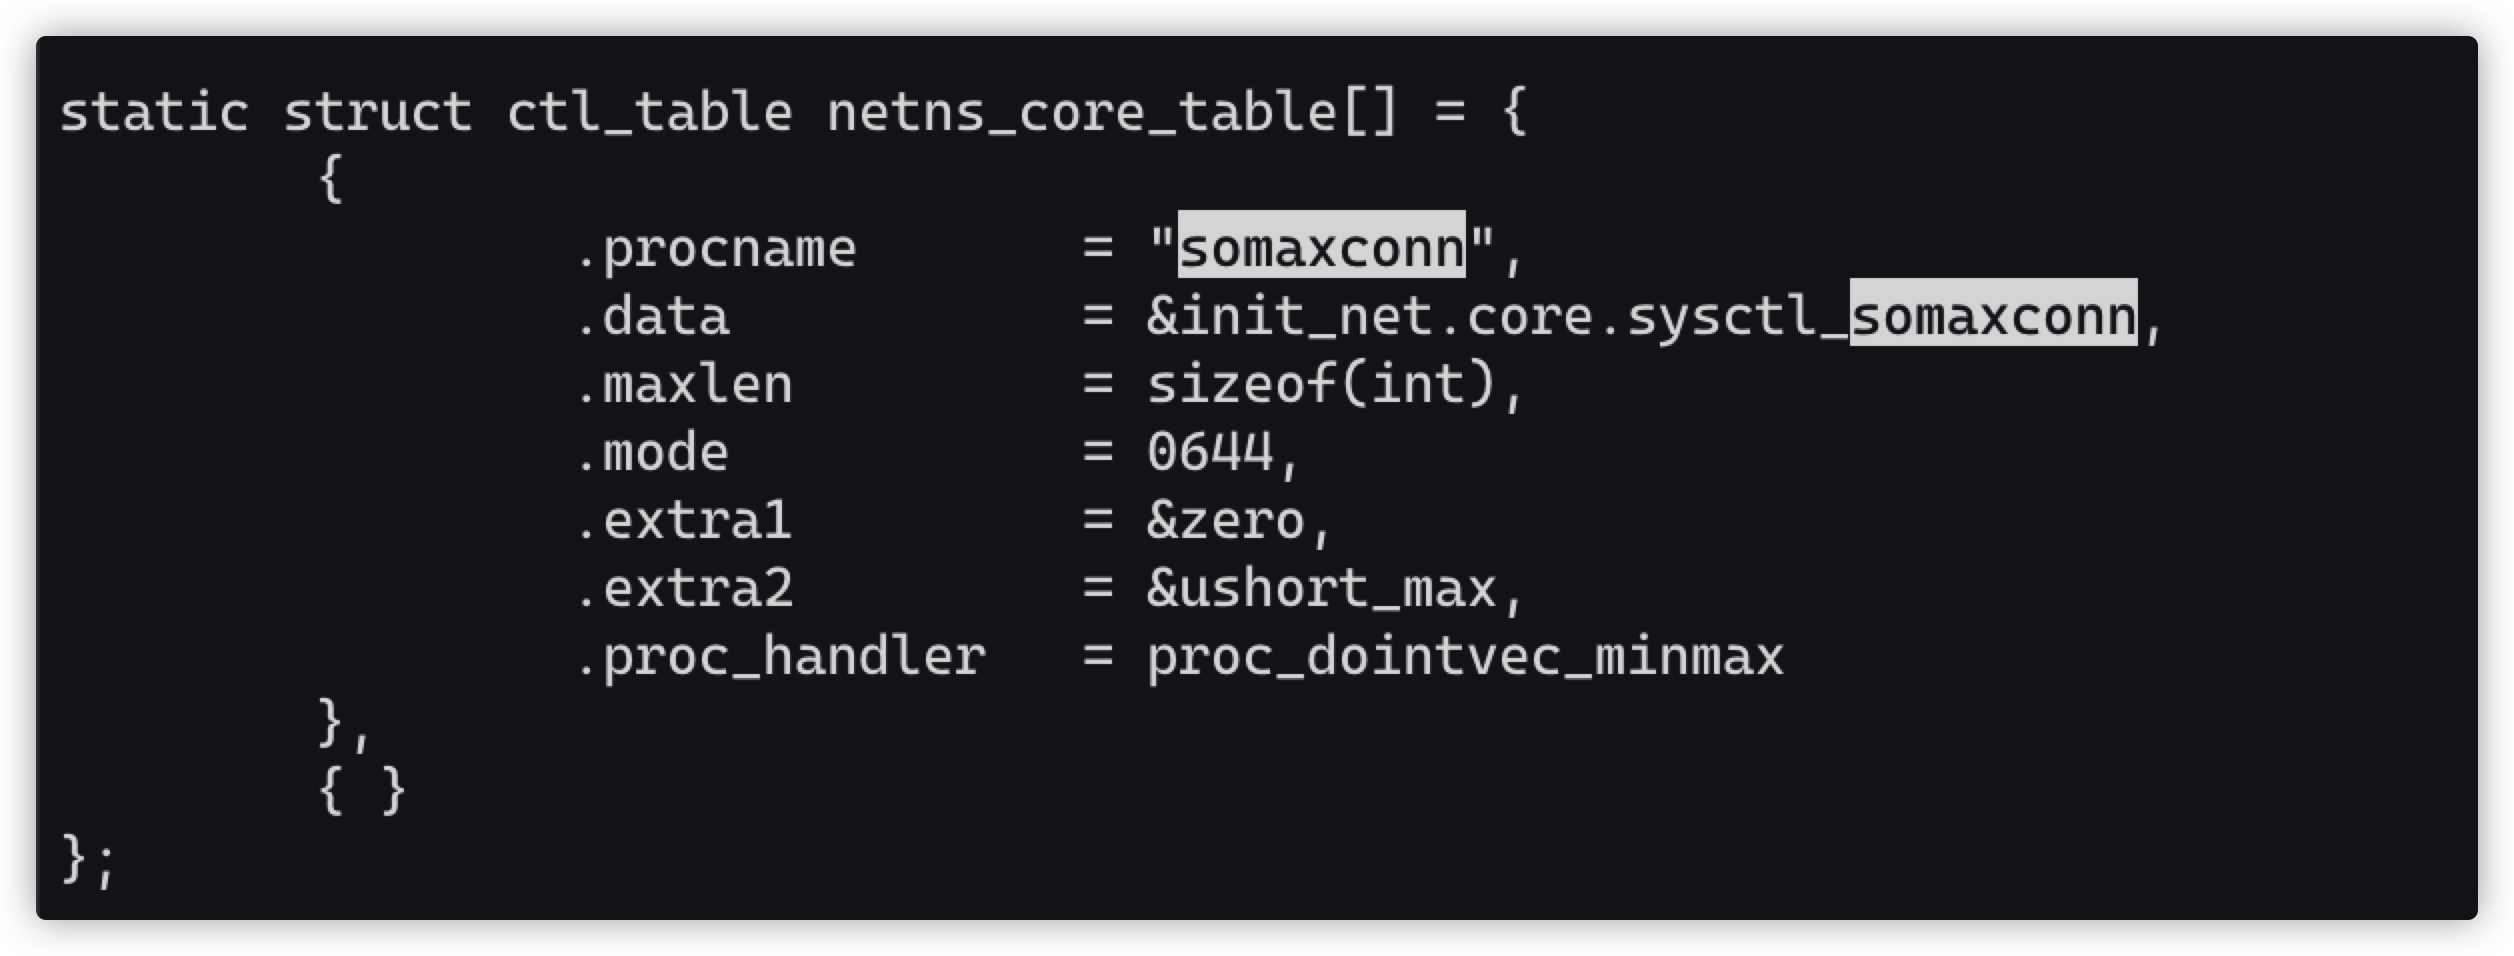 static struct ctl_table netns_core_table[] = {
        {
                .procname       = "somaxconn",
                .data           = &init_net.core.sysctl_somaxconn,
                .maxlen         = sizeof(int),
                .mode           = 0644,
                .extra1         = &zero,
                .extra2         = &ushort_max,
                .proc_handler   = proc_dointvec_minmax
        },
        { }
};